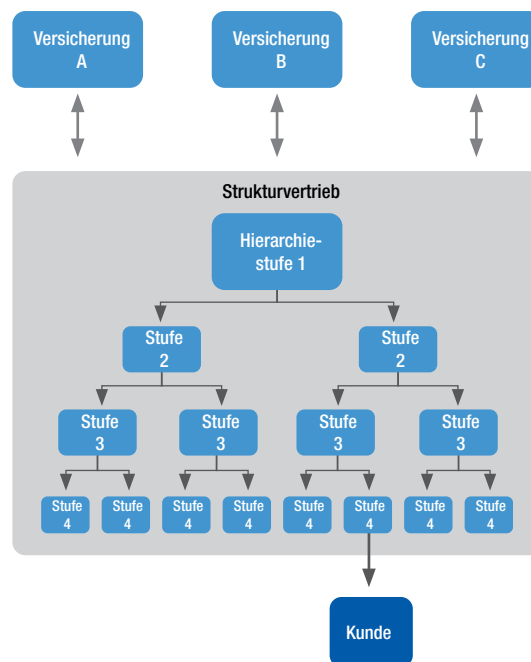 Versicherung
A
Versicherung
B
Versicherung
C
Strukturvertrieb
Hierarchie-
stufe 1
Stufe
2
Stufe
2
Stufe
3
Stufe
3
Stufe
3
Stufe
3
Stufe
4
Stufe
4
Stufe
4
Stufe
4
Stufe
4
Stufe
4
Stufe
4
Stufe
4
Kunde